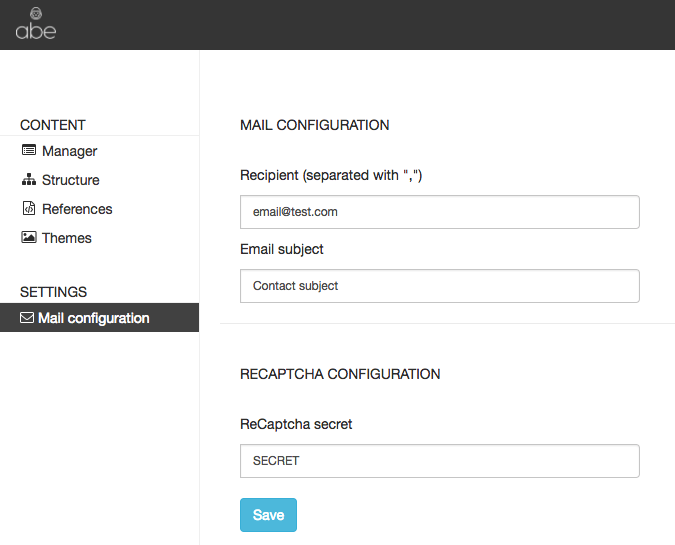 abe
CONTENT
Manager
Structure
References
Themes
SETTINGS
Mail configuration
MAIL CONFIGURATION
Recipient (separated with ",")
email@test.com
Email subject
Contact subject
RECAPTCHA CONFIGURATION
ReCaptcha secret
SECRET
Save